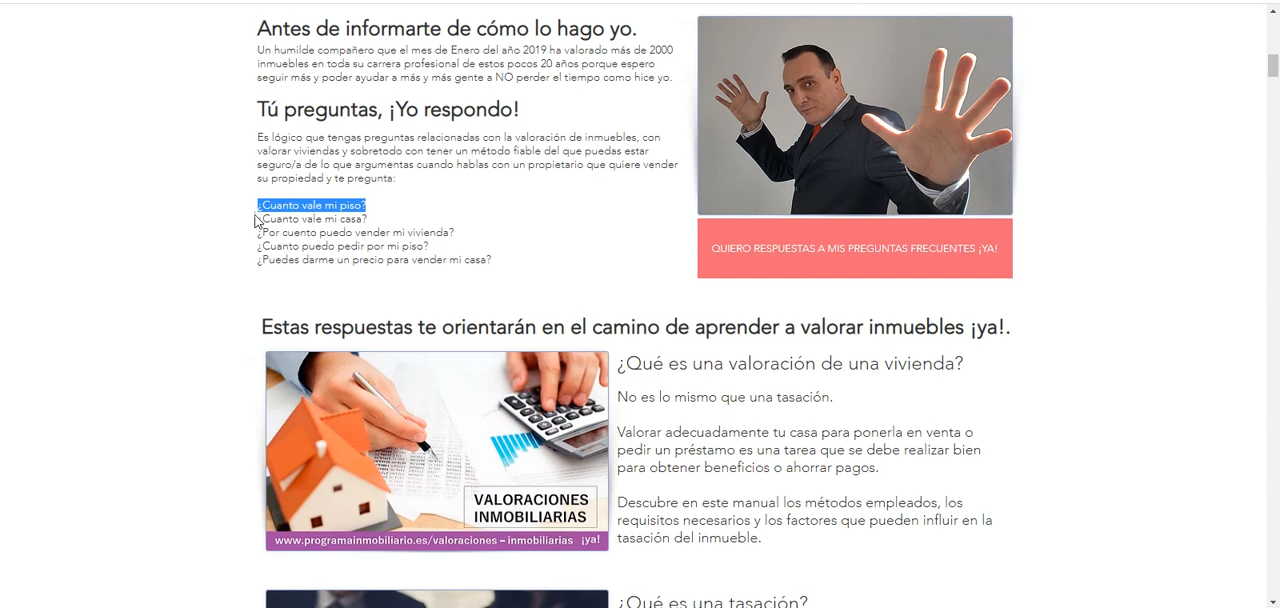 Antes de informarte de cómo lo hago yo.
Un humilde compañero que el mes de Enero del año 2019 ha valorado más de 2000
inmuebles en toda su carrera profesional de estos pocos 20 años porque espero
seguir más y poder ayudar a más y más gente a NO perder el tiempo como hice yo.
Tú preguntas, ¡Yo respondo!
Es lógico que tengas preguntas relacionadas con la valoración de inmuebles, con
valorar viviendas y sobretodo con tener un método fiable del que puedas estar
seguro/a de lo que argumentas cuando hablas con un propietario que quiere vender
su propiedad y te pregunta:
¿Cuanto vale mi piso?
¿Cuanto vale mi casa?
¿Por cuento puedo vender mi vivienda?
¿Cuanto puedo pedir por mi piso?
¿Puedes darme un precio para vender mi casa?
QUIERO RESPUESTAS A MIS PREGUNTAS FRECUENTES ¡YA!
Estas respuestas te orientarán en el camino de aprender a valorar inmuebles ¡ya!.
VALORACIONES
INMOBILIARIAS
www.programainmobiliario.es/valoraciones – inmobiliarias ¡ya!
¿Qué es una valoración de una vivienda?
No es lo mismo que una tasación.
Valorar adecuadamente tu casa para ponerla en venta o
pedir un préstamo es una tarea que se debe realizar bien
para obtener beneficios o ahorrar pagos.
Descubre en este manual los métodos empleados, los
requisitos necesarios y los factores que pueden influir en la
tasación del inmueble.
¿Qué es una tasación?